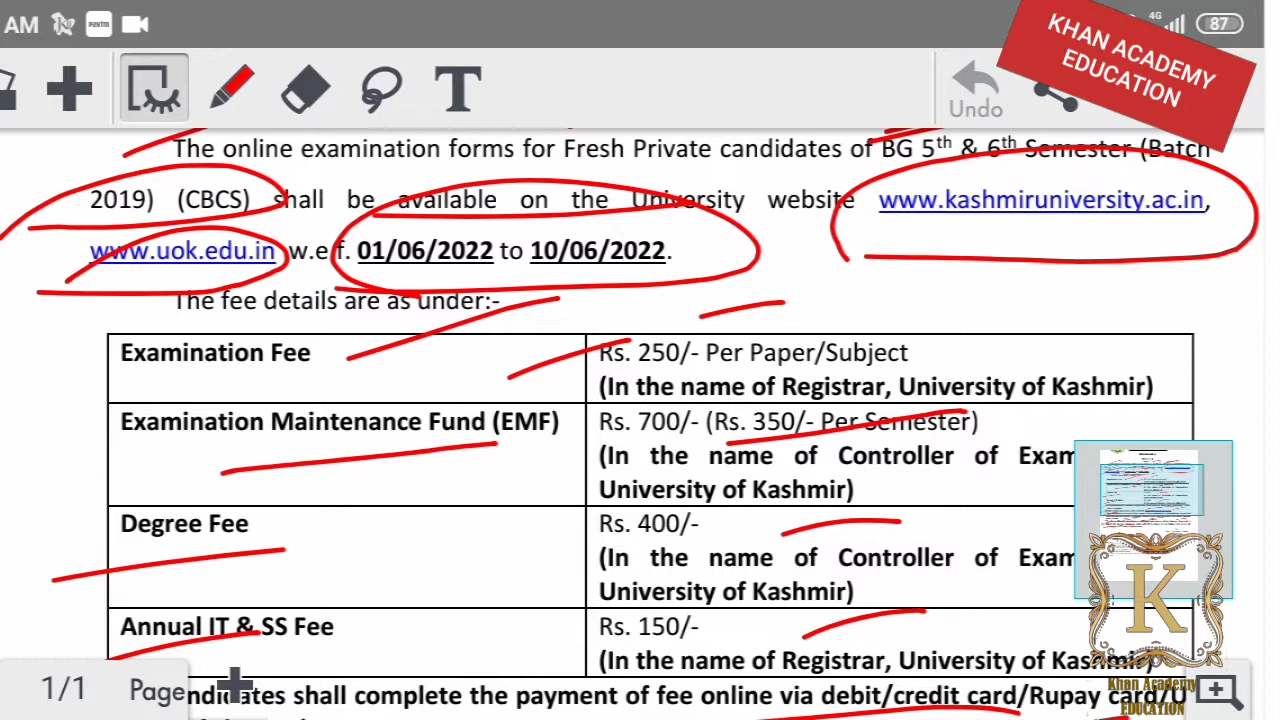 AM
paytm
4G
87
KHAN ACADEMY
EDUCATION
T
Undo
The online examination forms for Fresh Private candidates of BG 5th & 6th Semester (Batch
2019) (CBCS) shall be available on the University website www.kashmiruniversity.ac.in,
www.uok.edu.in w.e.f. 01/06/2022 to 10/06/2022.
The fee details are as under:-
Examination Fee
Rs. 250/- Per Paper/Subject
(In the name of Registrar, University of Kashmir)
Examination Maintenance Fund (EMF)
Rs. 700/- (Rs. 350/- Per Semester)
(In the name of Controller of Exam
University of Kashmir)
Degree Fee
Rs. 400/-
(In the name of Controller of Exam
University of Kashmir)
Annual IT & SS Fee
Rs. 150/-
(In the name of Registrar, University of Kashmir)
ndidates shall complete the payment of fee online via debit/credit card/Rupay card/U
1/1 Page
K
Khan Academy
EDUCATION